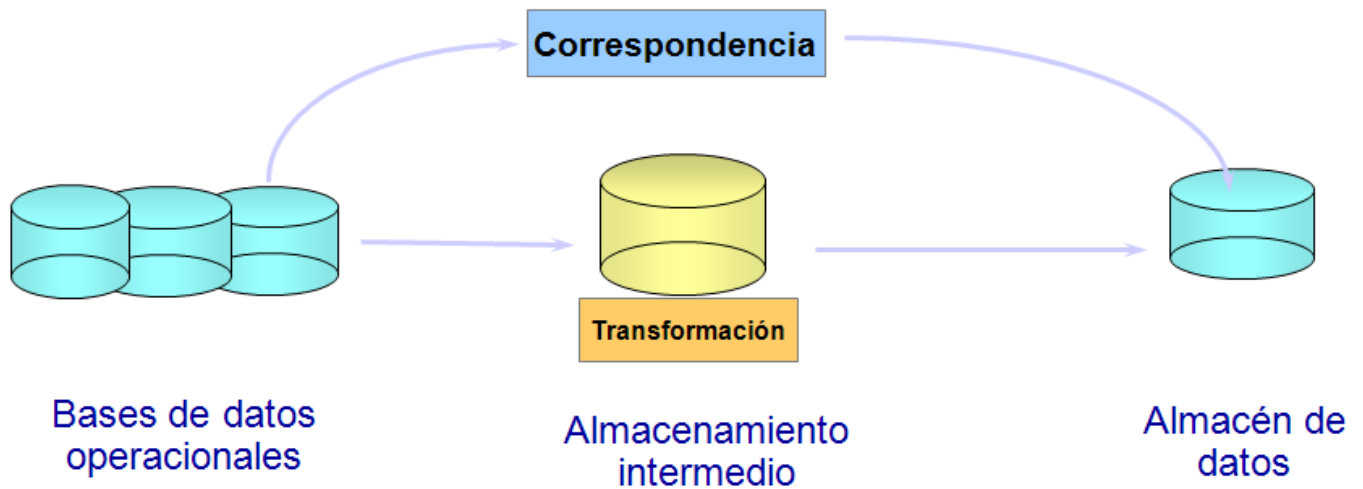 Correspondencia
Transformación
Bases de datos
operacionales
Almacenamiento
intermedio
Almacén de
datos